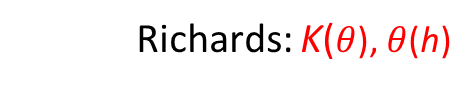 Richards: K(θ), θ(h)